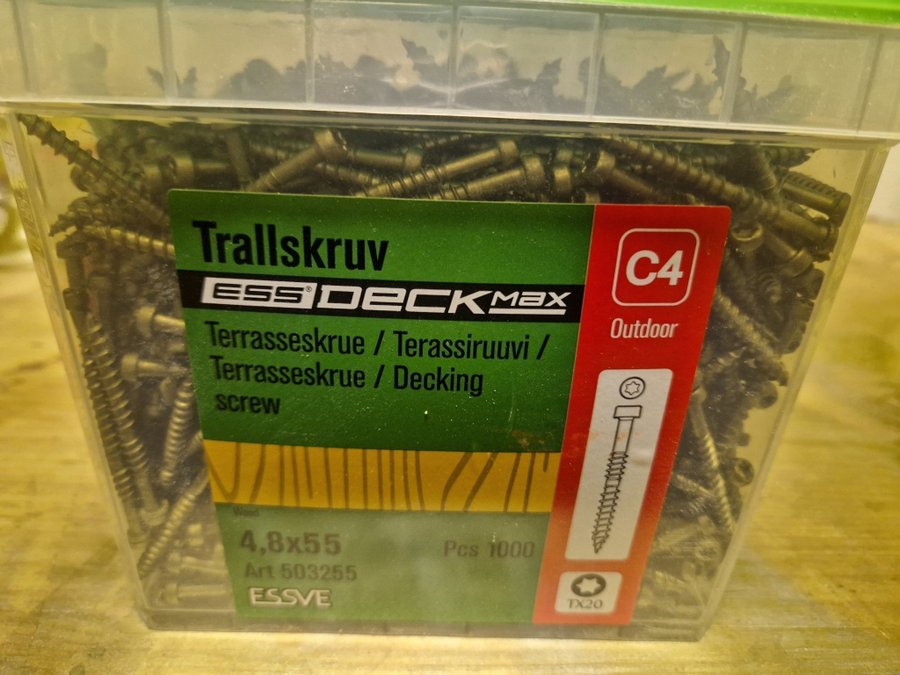 Trallskruv
ESS® DECK MAX
Terrasseskrue / Terassiruuvi /
Terrasseskrue / Decking
screw
Wood
4,8x55
Pcs 1000
Art 503255
ESSVE
C4
Outdoor
TX20